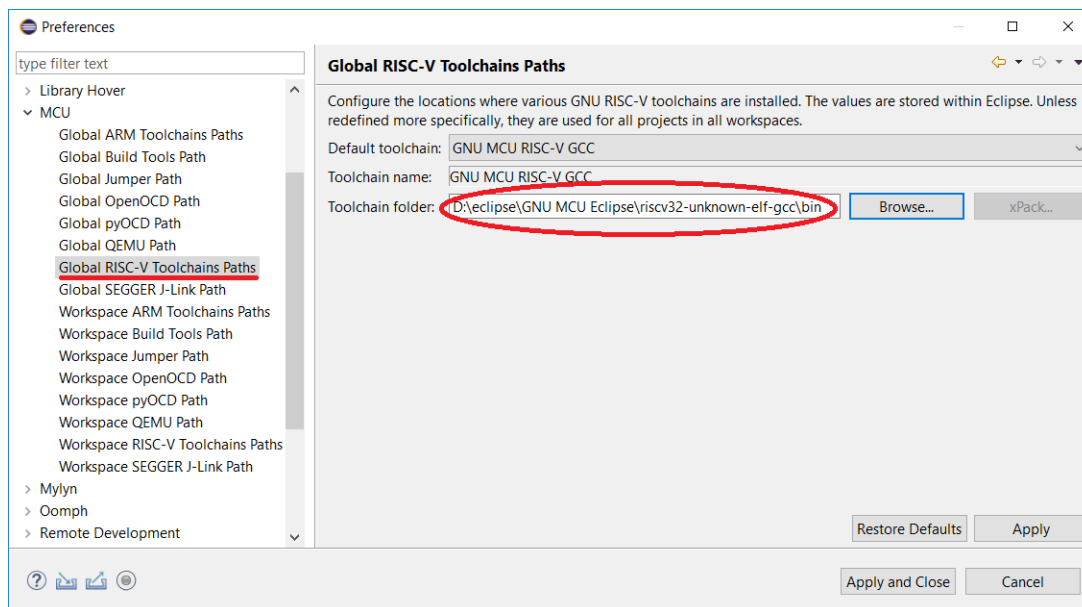 Preferences
type filter text
Library Hover
MCU
Global ARM Toolchains Paths
Global Build Tools Path
Global Jumper Path
Global OpenOCD Path
Global pyOCD Path
Global QEMU Path
Global RISC-V Toolchains Paths
Global SEGGER J-Link Path
Workspace ARM Toolchains Paths
Workspace Build Tools Path
Workspace Jumper Path
Workspace OpenOCD Path
Workspace pyOCD Path
Workspace QEMU Path
Workspace RISC-V Toolchains Paths
Workspace SEGGER J-Link Path
Mylyn
Oomph
Remote Development
Global RISC-V Toolchains Paths
Configure the locations where various GNU RISC-V toolchains are installed. The values are stored within Eclipse. Unless
redefined more specifically, they are used for all projects in all workspaces.
Default toolchain: GNU MCU RISC-V GCC
Toolchain name: GNU MCU RISC-V GCC
Toolchain folder: D:\eclipse\GNU MCU Eclipse\riscv32-unknown-elf-gcc\bin Browse... xPack...
Restore Defaults Apply
Apply and Close Cancel